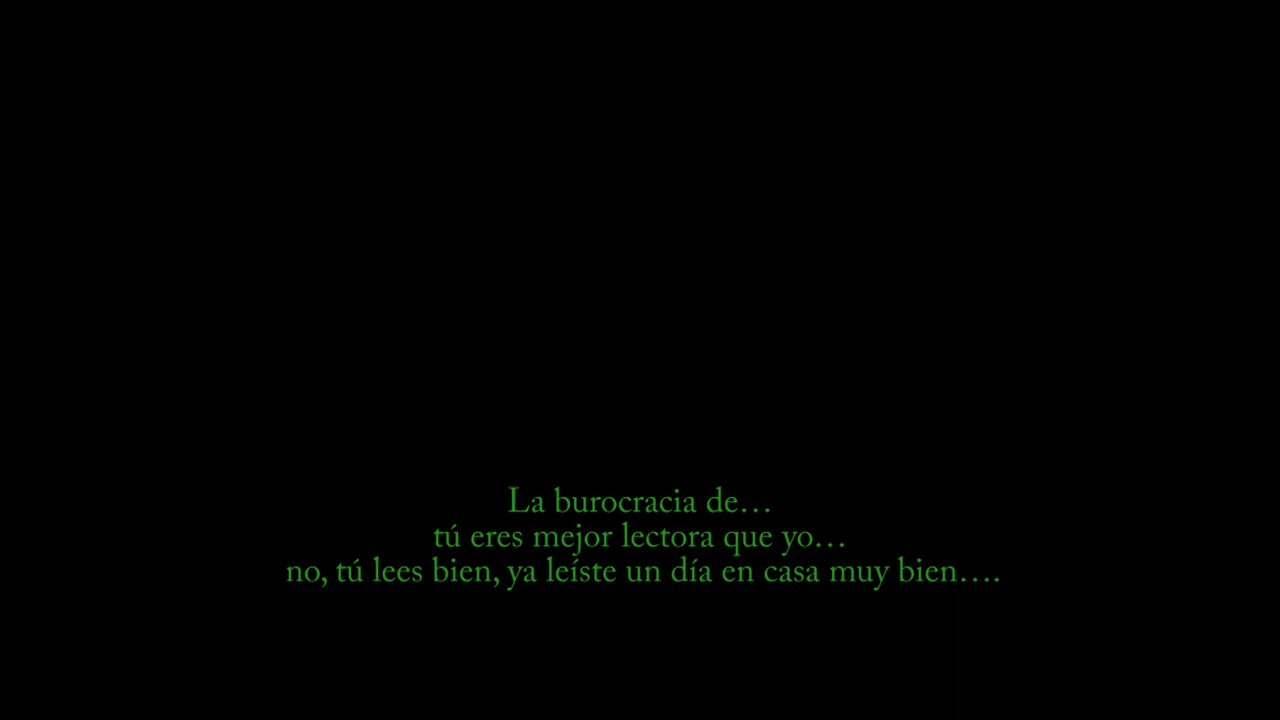 La burocracia de…
tú eres mejor lectora que yo…
no, tú lees bien, ya leíste un día en casa muy bien….